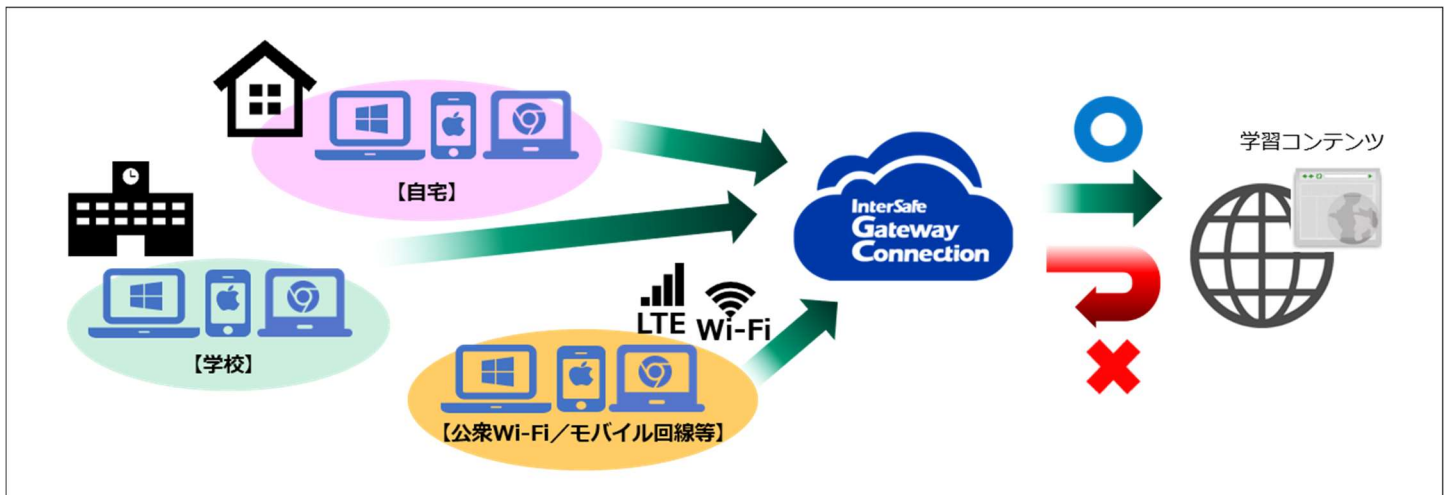 【自宅】
【学校】
LTE Wi-Fi
【公衆Wi-Fi／モバイル回線等】
InterSafe
Gateway
Connection
学習コンテンツ